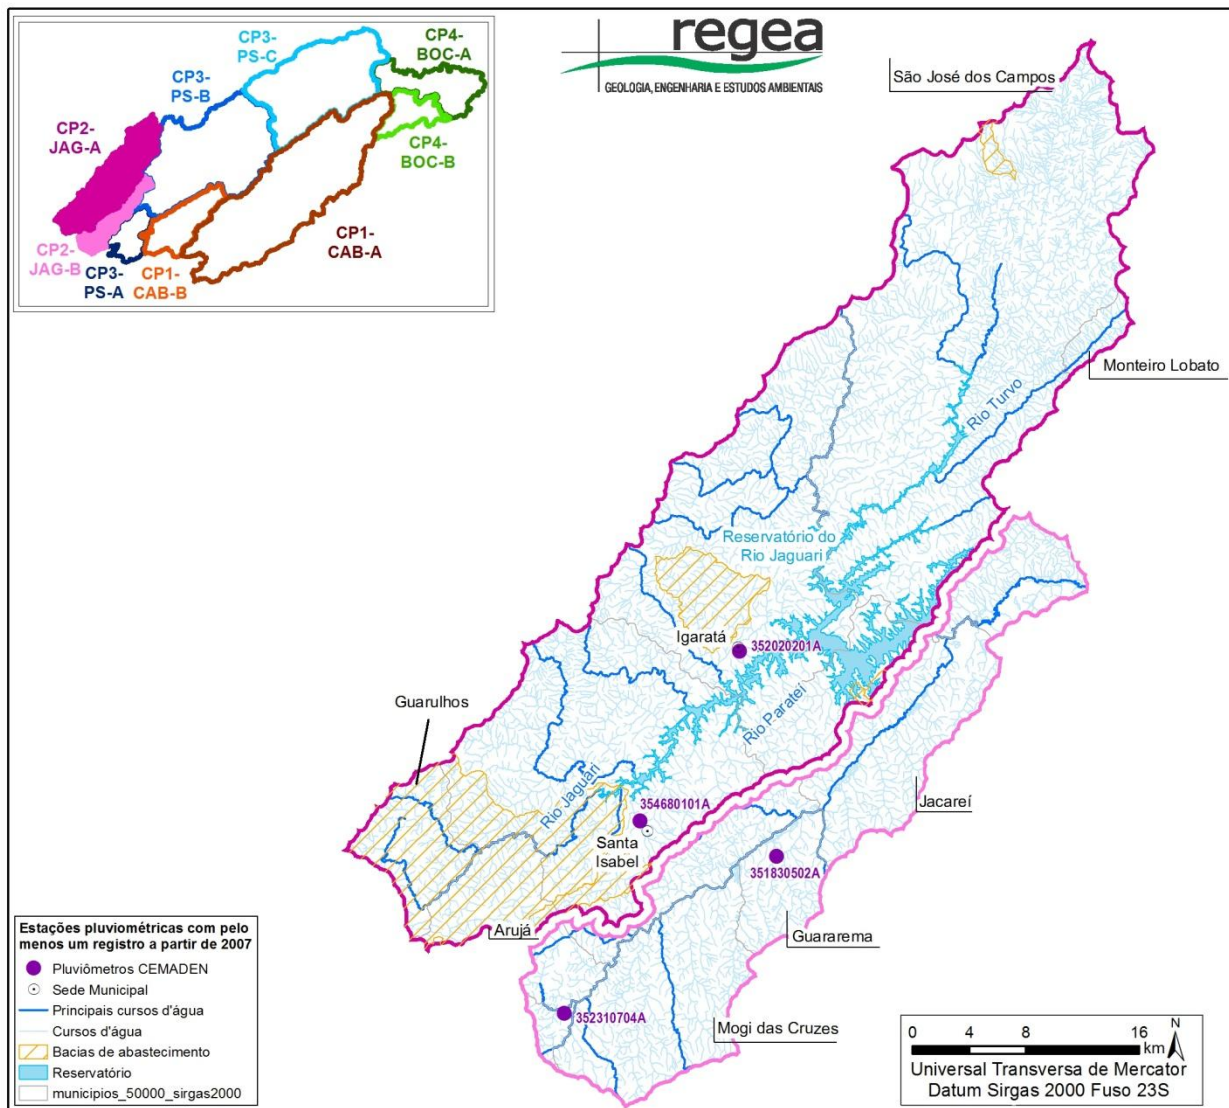 CP3-
PS-C
CP4-
BOC-A
CP3-
PS-B
CP2-
JAG-A
CP4-
BOC-B
CP2-
JAG-B
CP3-
PS-A
CP1-
CAB-B
CP1-
CAB-A
regea
GEOLOGIA, ENGENHARIA E ESTUDOS AMBIENTAIS
São José dos Campos
Monteiro Lobato
Rio Turvo
Reservatório do
Rio Jaguari
Igaratá
352020201A
Rio Parateí
Guarulhos
Rio Jaguari
354680101A
Santa
Isabel
Jacareí
351830502A
Arujá
Guararema
352310704A
Mogi das Cruzes
Estações pluviométricas com pelo
menos um registro a partir de 2007
Pluviômetros CEMADEN
Sede Municipal
Principais cursos d'água
Cursos d'água
Bacias de abastecimento
Reservatório
municipios_50000_sirgas2000
0 4 8 16
km
N
Universal Transversa de Mercator
Datum Sirgas 2000 Fuso 23S